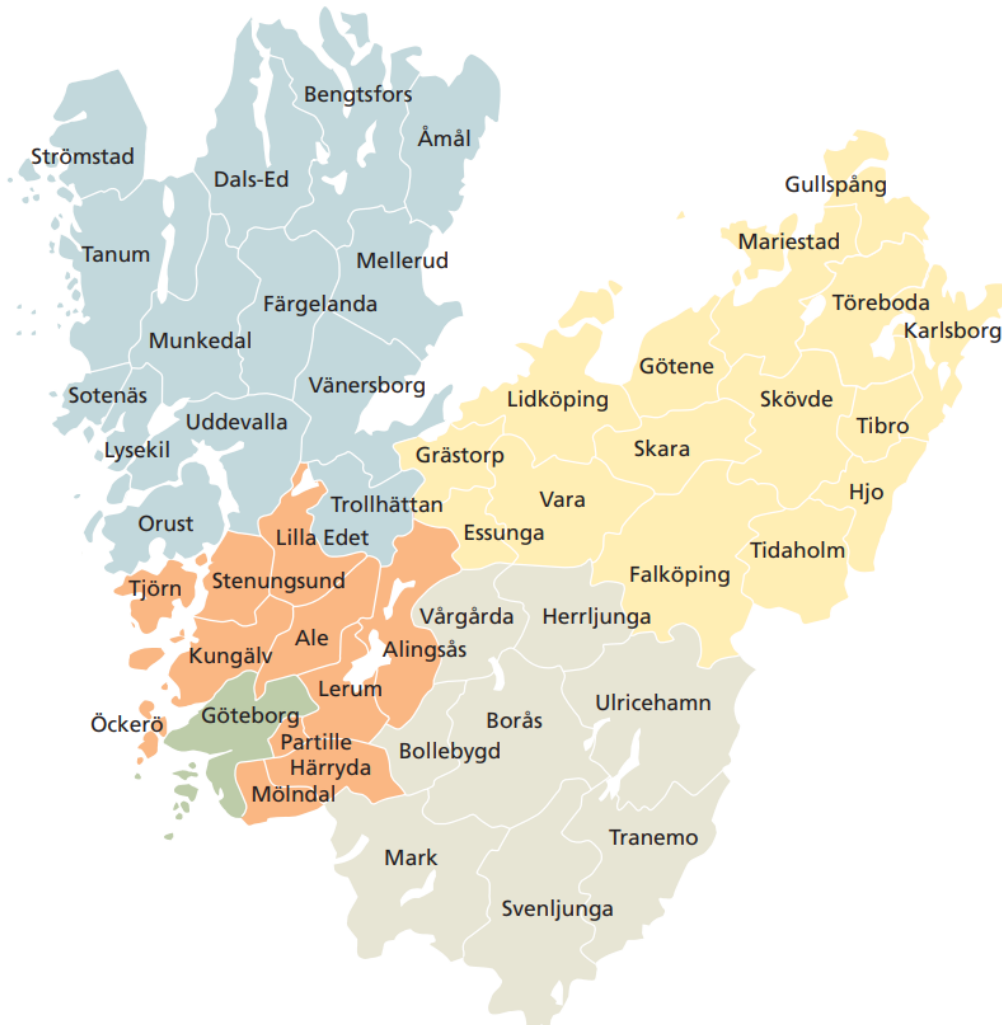 Bengtsfors
Åmål
Strömstad
Dals-Ed
Gullspång
Mariestad
Tanum
Mellerud
Färgelanda
Töreboda
Karlsborg
Munkedal
Götene
Vänersborg
Sotenäs
Lidköping
Skövde
Uddevalla
Tibro
Lysekil
Grästorp
Skara
Hjo
Vara
Trollhättan
Orust
Essunga
Lilla Edet
Tidaholm
Falköping
Stenungsund
Tjörn
Vårgårda
Herrljunga
Ale
Alingsås
Kungälv
Lerum
Ulricehamn
Göteborg
Borås
Öckerö
Partille
Bollebygd
Härryda
Mölndal
Tranemo
Mark
Svenljunga